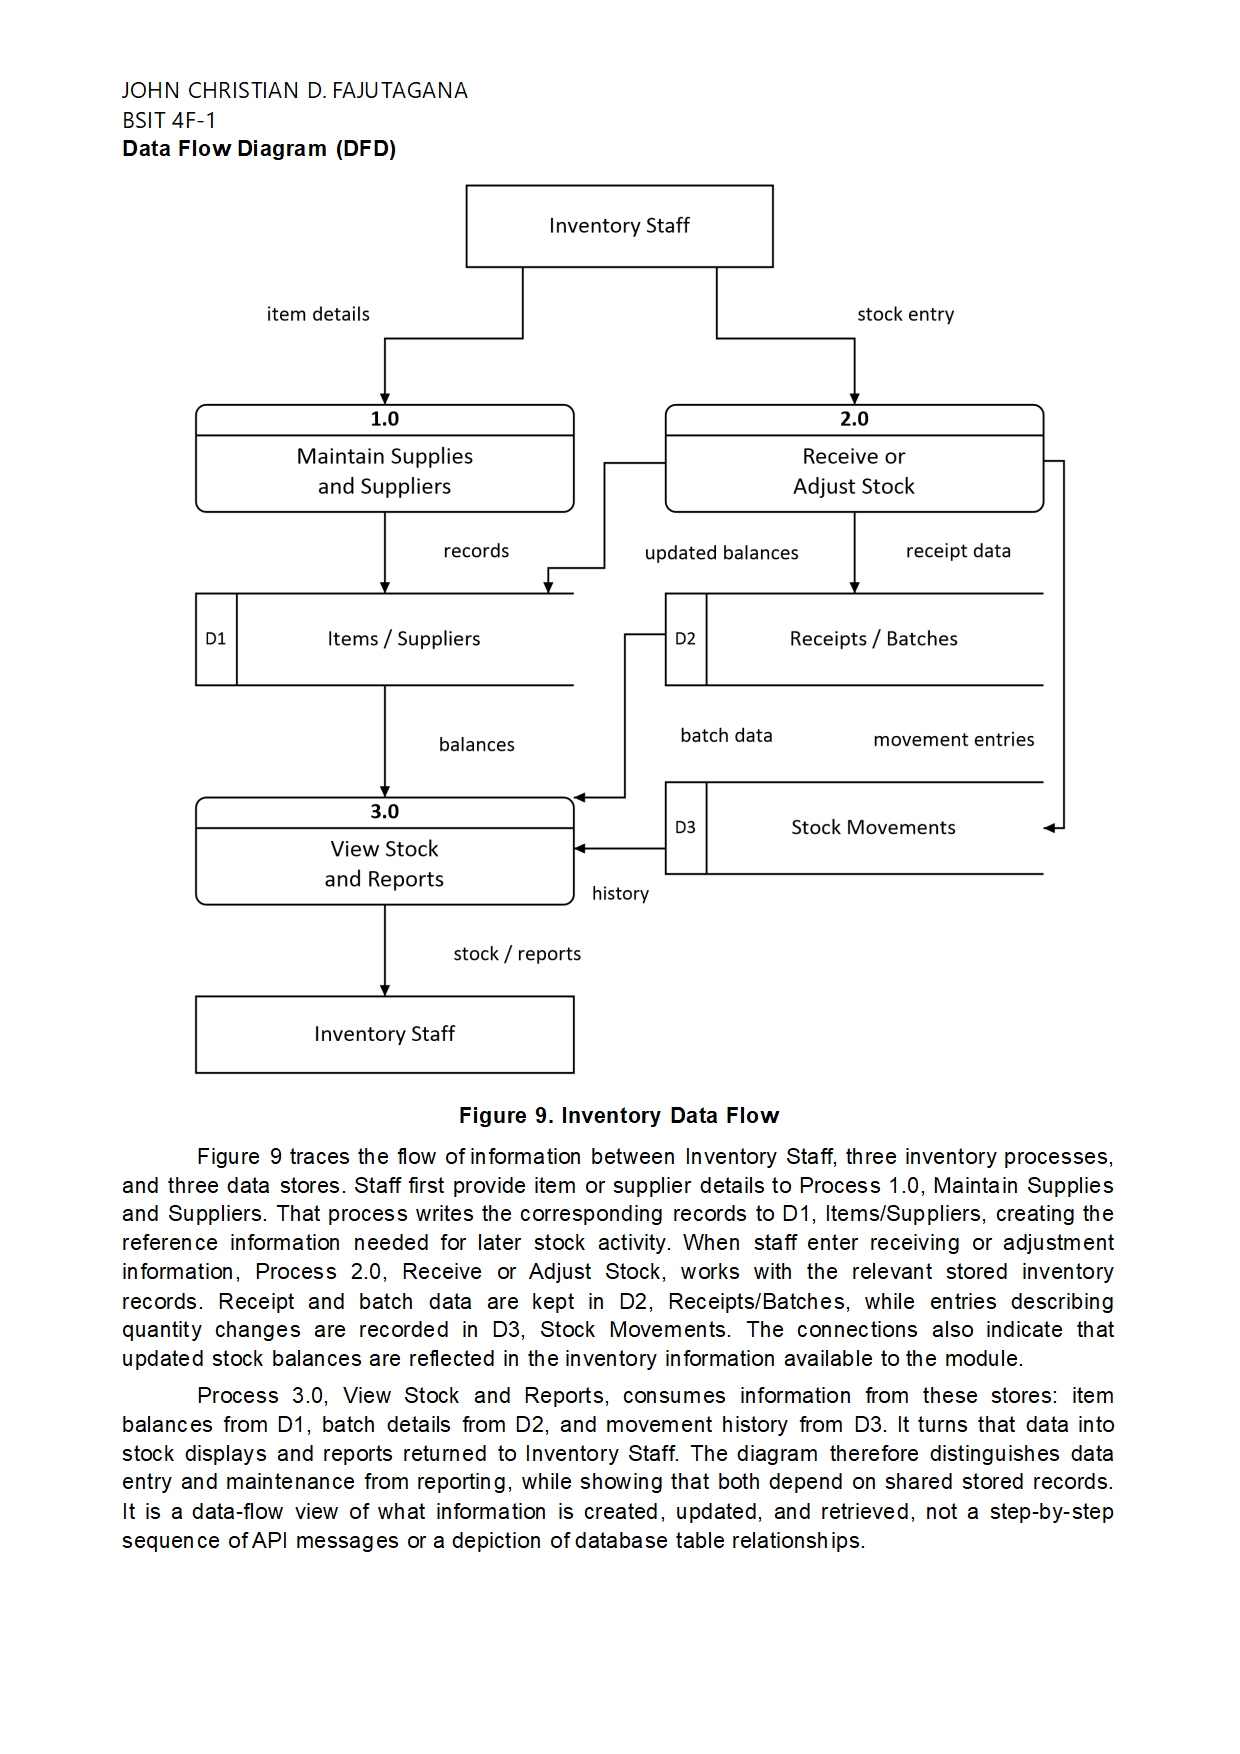 JOHN CHRISTIAN D. FAJUTAGANA
BSIT 4F-1
Data Flow Diagram (DFD)
Inventory Staff
item details
stock entry
1.0
Maintain Supplies
and Suppliers
2.0
Receive or
Adjust Stock
records
updated balances
receipt data
D1
Items / Suppliers
D2
Receipts / Batches
balances
batch data
movement entries
3.0
View Stock
and Reports
D3
Stock Movements
history
stock / reports
Inventory Staff
Figure 9. Inventory Data Flow
Figure 9 traces the flow of information between Inventory Staff, three inventory processes,
and three data stores. Staff first provide item or supplier details to Process 1.0, Maintain Supplies
and Suppliers. That process writes the corresponding records to D1, Items/Suppliers, creating the
reference information needed for later stock activity. When staff enter receiving or adjustment
information, Process 2.0, Receive or Adjust Stock, works with the relevant stored inventory
records. Receipt and batch data are kept in D2, Receipts/Batches, while entries describing
quantity changes are recorded in D3, Stock Movements. The connections also indicate that
updated stock balances are reflected in the inventory information available to the module.
Process 3.0, View Stock and Reports, consumes information from these stores: item
balances from D1, batch details from D2, and movement history from D3. It turns that data into
stock displays and reports returned to Inventory Staff. The diagram therefore distinguishes data
entry and maintenance from reporting, while showing that both depend on shared stored records.
It is a data-flow view of what information is created, updated, and retrieved, not a step-by-step
sequence of API messages or a depiction of database table relationships.